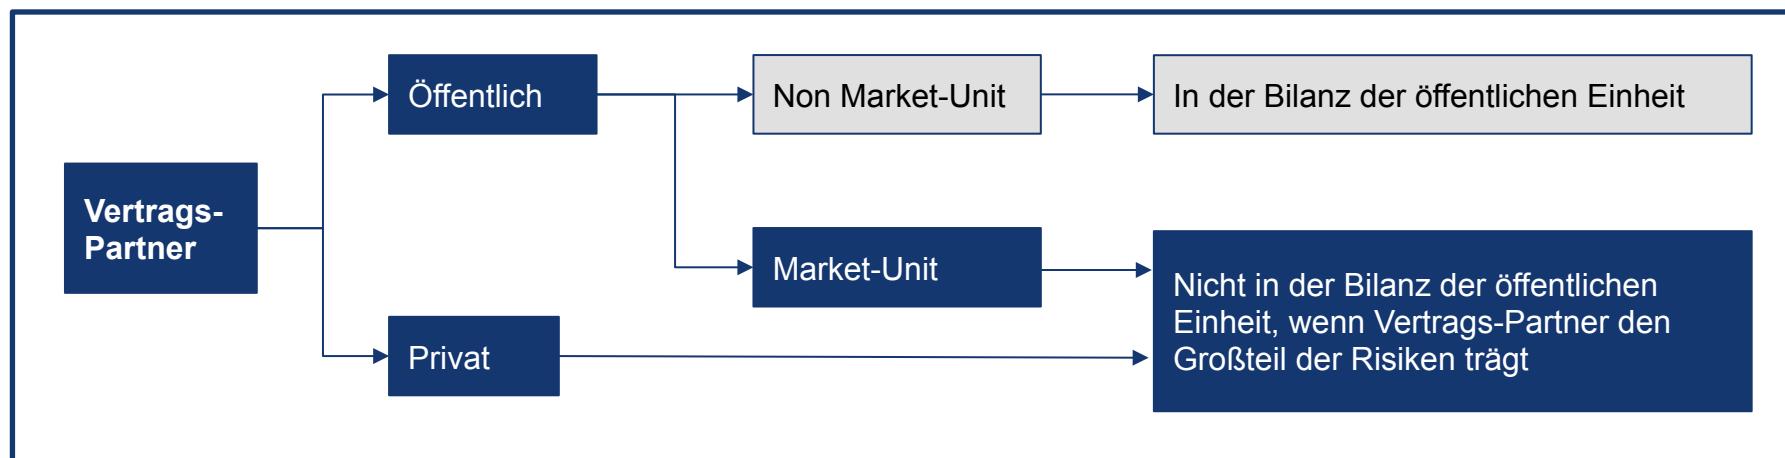 Öffentlich
Non Market-Unit
In der Bilanz der öffentlichen Einheit
Vertrags-
Partner
Market-Unit
Nicht in der Bilanz der öffentlichen
Einheit, wenn Vertrags-Partner den
Großteil der Risiken trägt
Privat